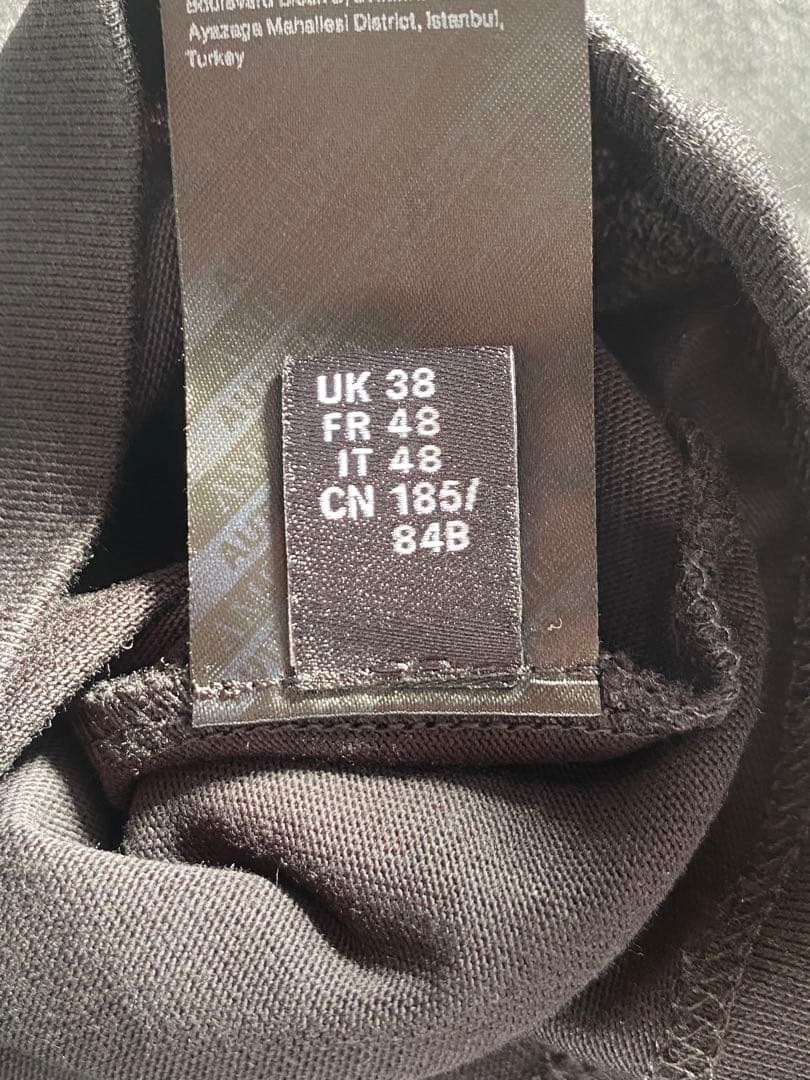 Ayazaga Mahallesi District, Istanbul,
Turkey
UK 38
FR 48
IT 48
CN 185/
84B